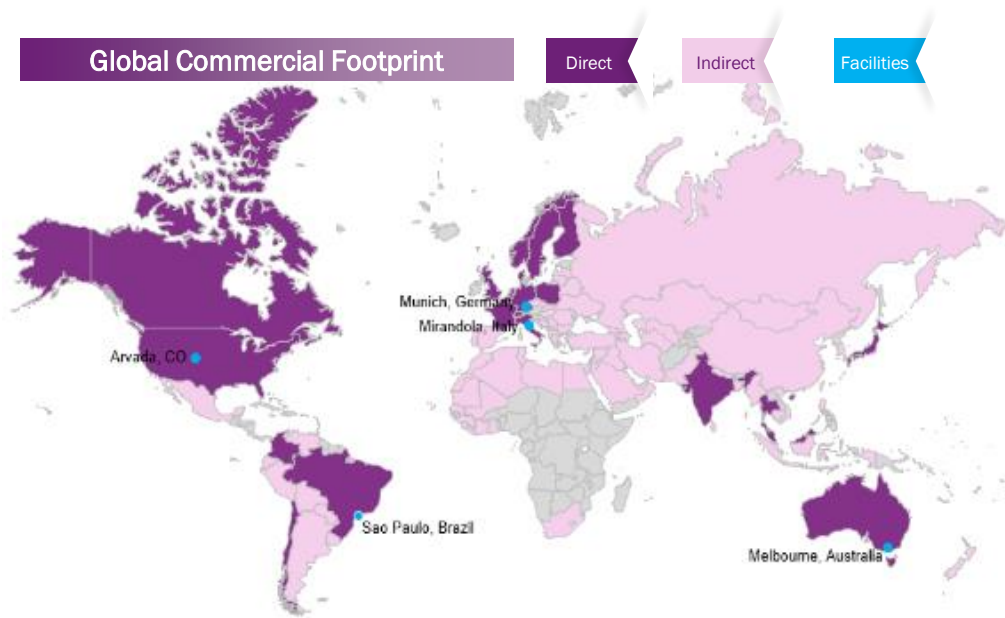 Global Commercial Footprint
Direct
Indirect
Facilities
Munich, Germany
Mirandola, Italy
Arvada, CO
Sao Paulo, Brazil
Melbourne, Australia